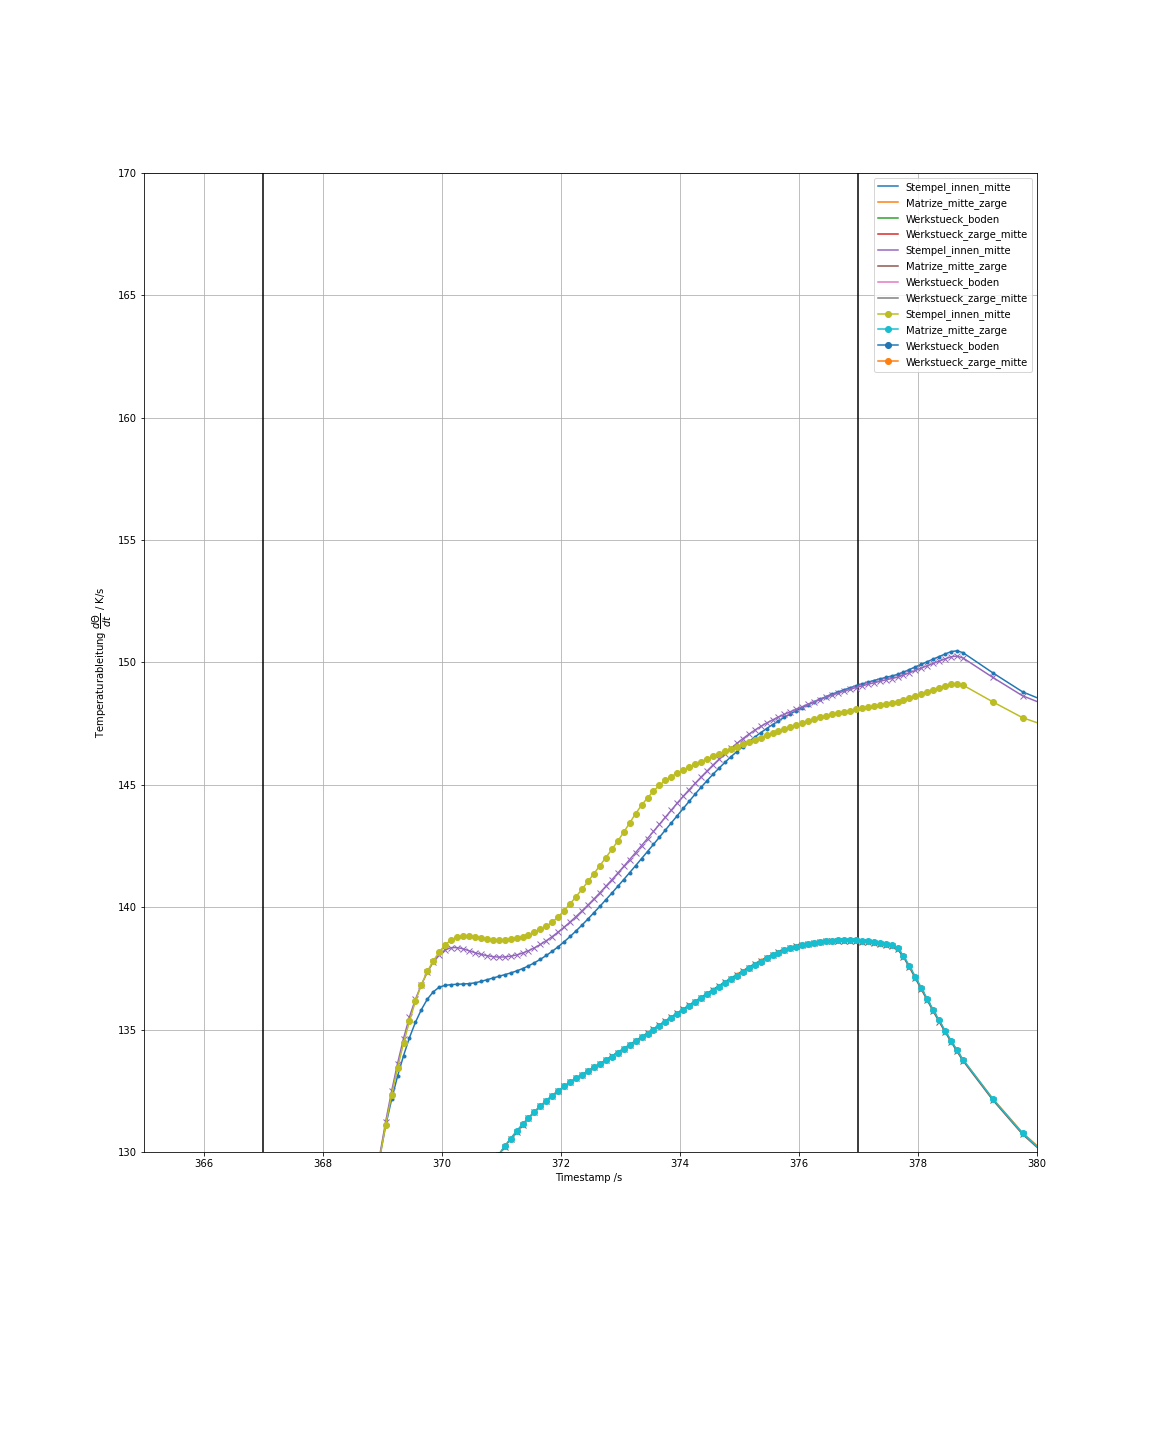 170
165
160
155
150
145
140
135
130
366
368
370
372
374
376
378
380
Temperaturableitung dΘ/dt / K/s
Timestamp /s
Stempel_innen_mitte
Matrize_mitte_zarge
Werkstueck_boden
Werkstueck_zarge_mitte
Stempel_innen_mitte
Matrize_mitte_zarge
Werkstueck_boden
Werkstueck_zarge_mitte
Stempel_innen_mitte
Matrize_mitte_zarge
Werkstueck_boden
Werkstueck_zarge_mitte